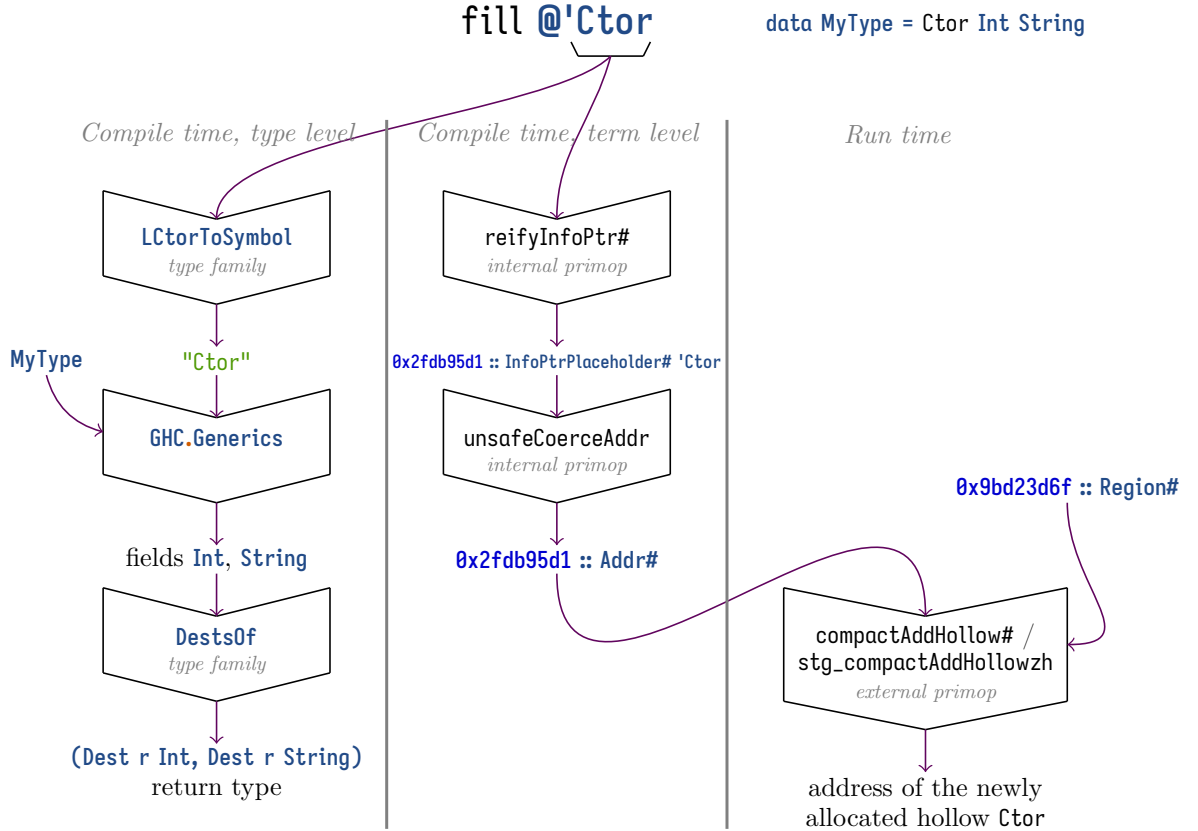 fill @'Ctor
data MyType = Ctor Int String
Compile time, type level
Compile time, term level
Run time
LCtorToSymbol
type family
reifyInfoPtr#
internal primop
MyType
"Ctor"
0x2fdb95d1 :: InfoPtrPlaceholder# 'Ctor
GHC.Generics
unsafeCoerceAddr
internal primop
0x9bd23d6f :: Region#
fields Int, String
0x2fdb95d1 :: Addr#
DestsOf
type family
compactAddHollow# /
stg_compactAddHollowzh
external primop
(Dest r Int, Dest r String)
return type
address of the newly
allocated hollow Ctor